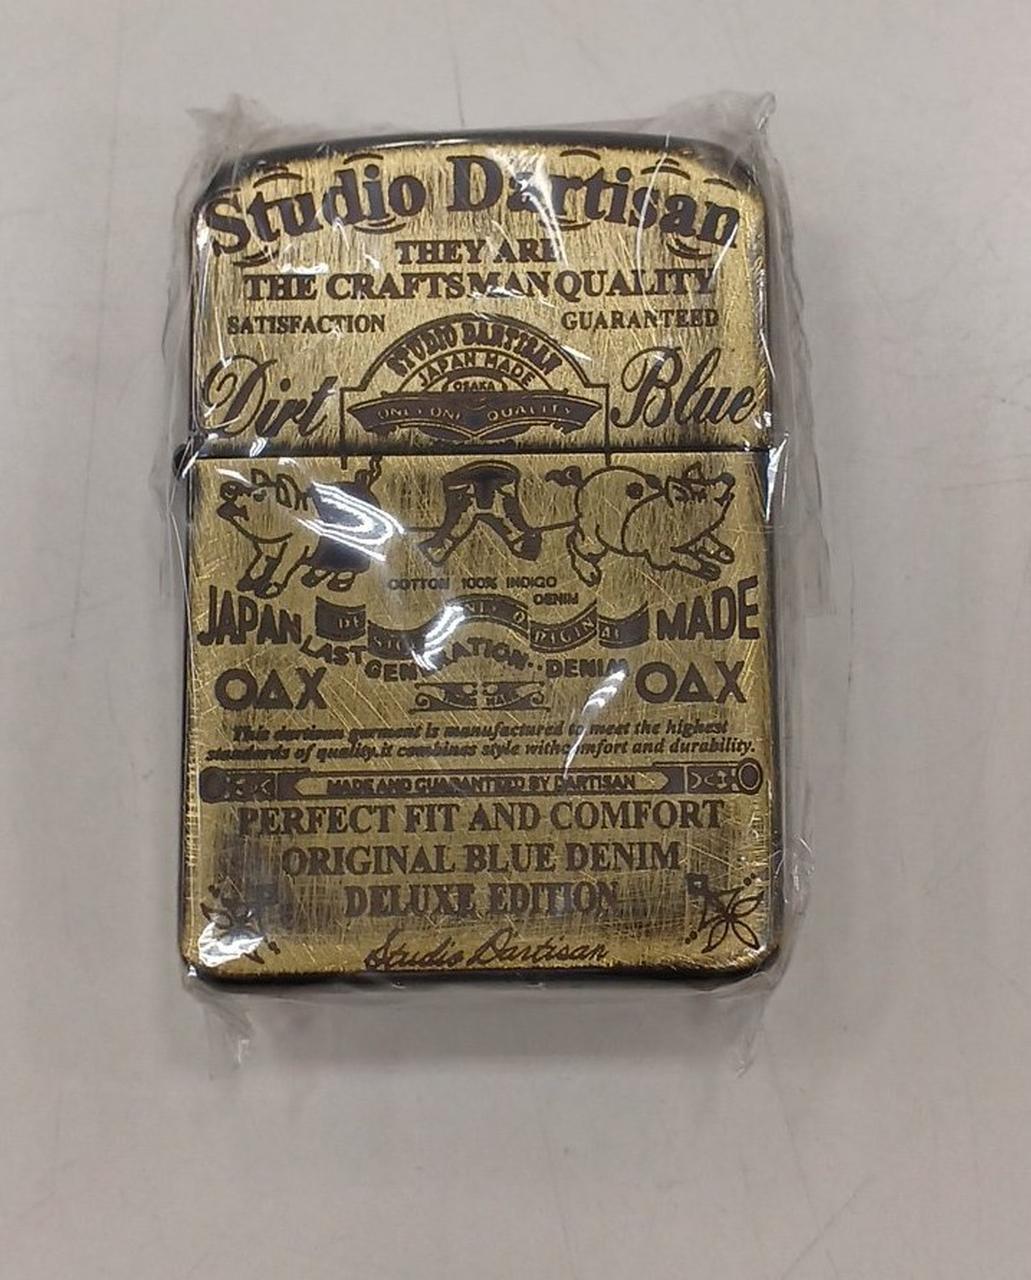 Studio Dartisan
THEY ARE
THE CRAFTSMAN QUALITY
SATISFACTION GUARANTEED
STUDIO DARTISAN
JAPAN MADE
OSAKA
Dirt Blue
QUALITY
COTTON 100% INDIGO
DENIM
JAPAN MADE
LAST GENERATION DENIM
OAX OAX
This dartisan garment is manufactured to meet the highest
standards of quality.it combines style with comfort and durability.
MADE AND GUARANTEED BY DARTISAN
PERFECT FIT AND COMFORT
ORIGINAL BLUE DENIM
DELUXE EDITION
Studio Dartisan